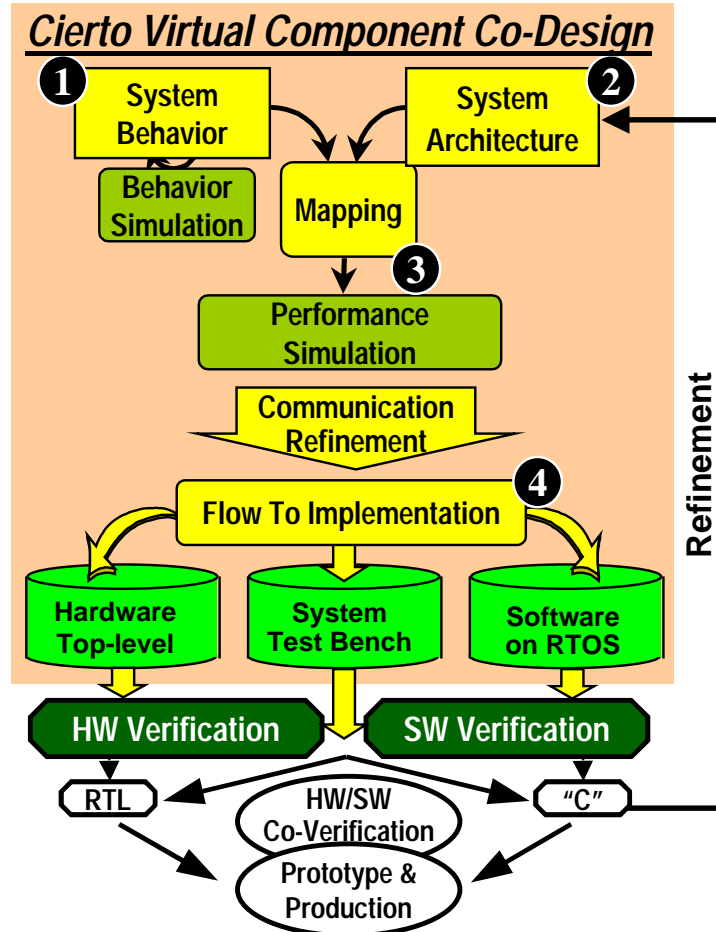 Cierto Virtual Component Co-Design
1
System
Behavior
2
System
Architecture
Behavior
Simulation
Mapping
3
Performance
Simulation
Communication
Refinement
Refinement
4
Flow To Implementation
Hardware
Top-level
System
Test Bench
Software
on RTOS
HW Verification
SW Verification
RTL
HW/SW
Co-Verification
“C”
Prototype &
Production